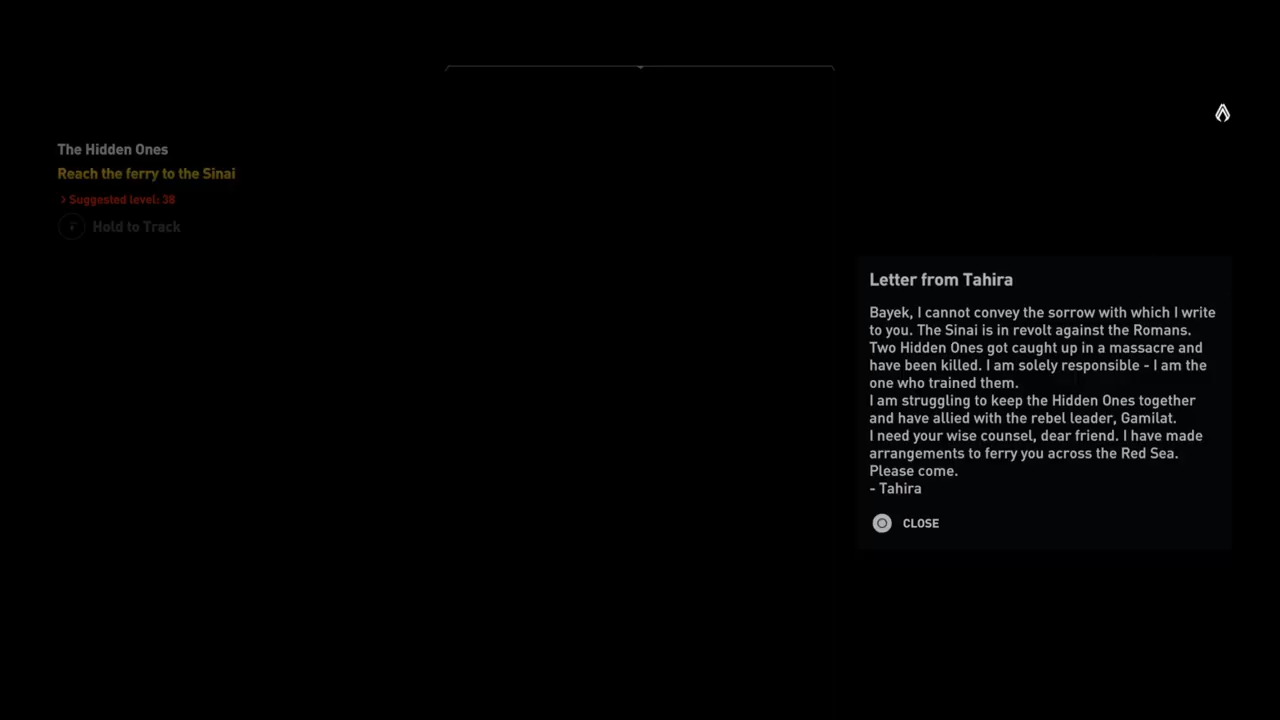 The Hidden Ones
Reach the ferry to the Sinai
Suggested level: 38
Hold to Track
Letter from Tahira
Bayek, I cannot convey the sorrow with which I write
to you. The Sinai is in revolt against the Romans.
Two Hidden Ones got caught up in a massacre and
have been killed. I am solely responsible - I am the
one who trained them.
I am struggling to keep the Hidden Ones together
and have allied with the rebel leader, Gamilat.
I need your wise counsel, dear friend. I have made
arrangements to ferry you across the Red Sea.
Please come.
- Tahira
CLOSE